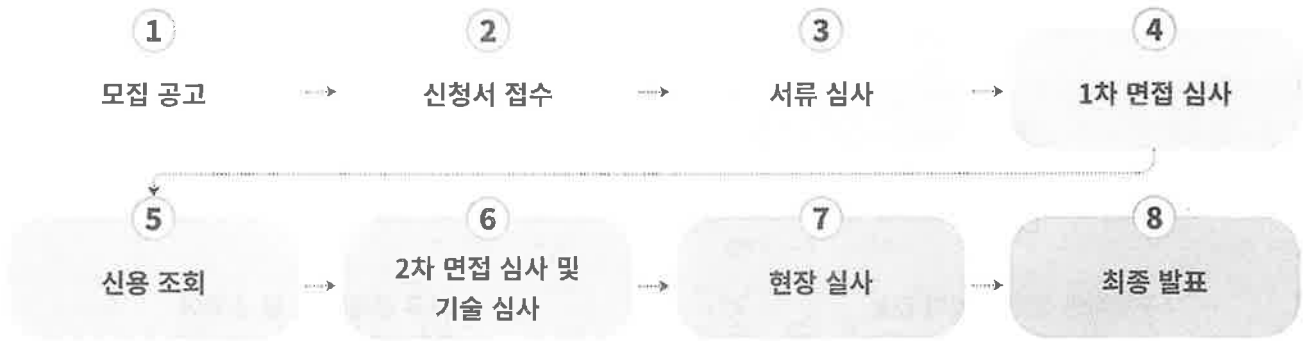 1
모집 공고
2
신청서 접수
3
서류 심사
4
1차 면접 심사
5
신용 조회
6
2차 면접 심사 및
기술 심사
7
현장 실사
8
최종 발표